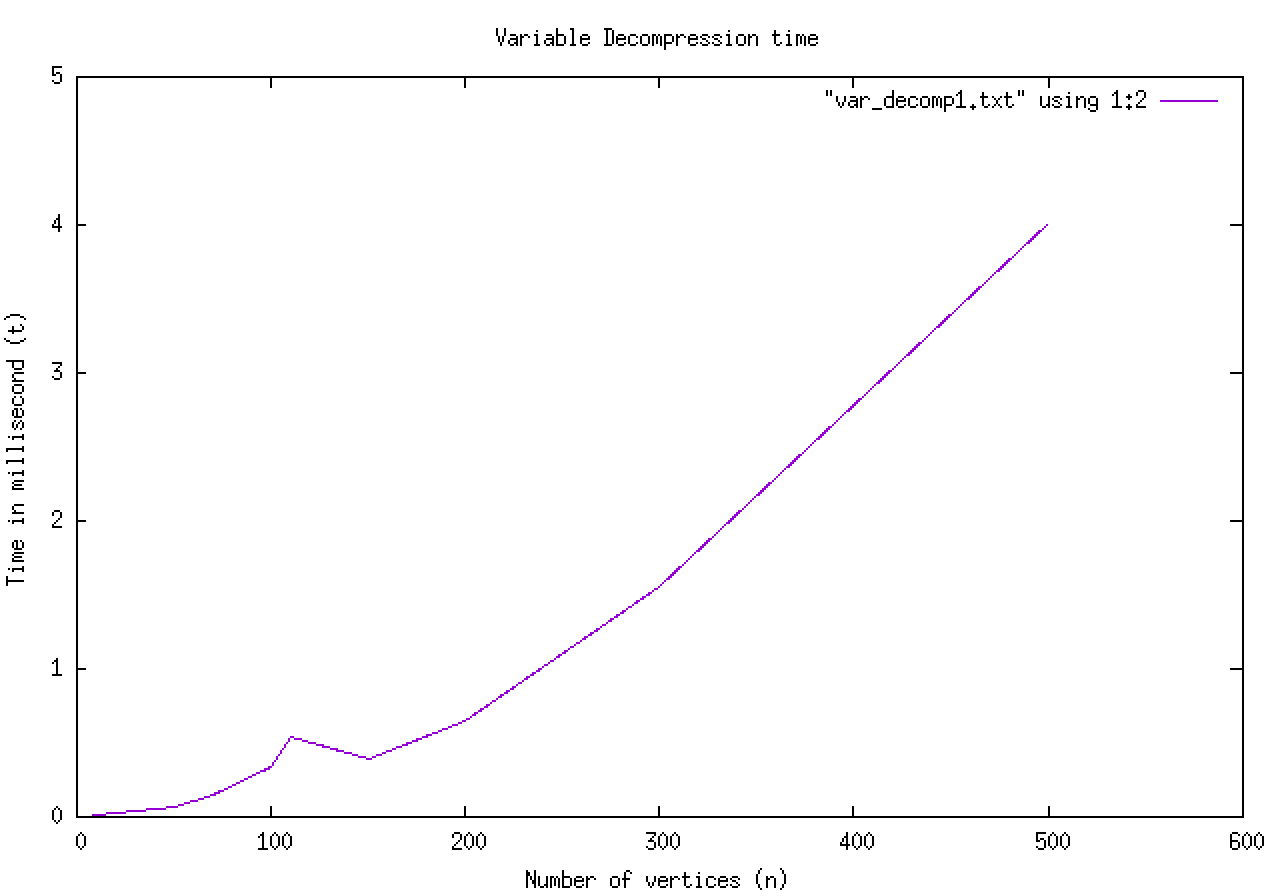 Variable Decompression time
"var_decomp1.txt" using 1:2
5
4
3
2
1
0
Time in millisecond (t)
0 100 200 300 400 500 600
Number of vertices (n)